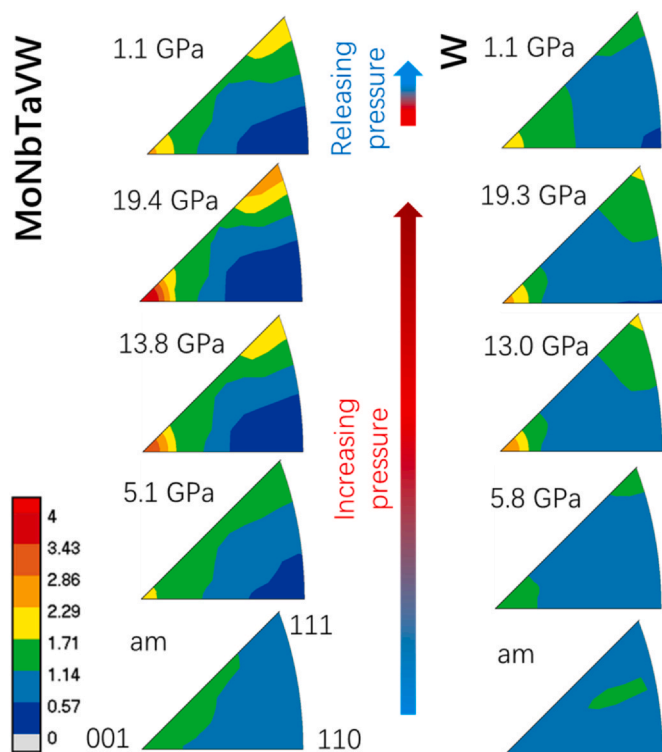 MoNbTaVW
1.1 GPa
19.4 GPa
13.8 GPa
5.1 GPa
am
111
001
110
4
3.43
2.86
2.29
1.71
1.14
0.57
0
Releasing
pressure
Increasing
pressure
W
1.1 GPa
19.3 GPa
13.0 GPa
5.8 GPa
am